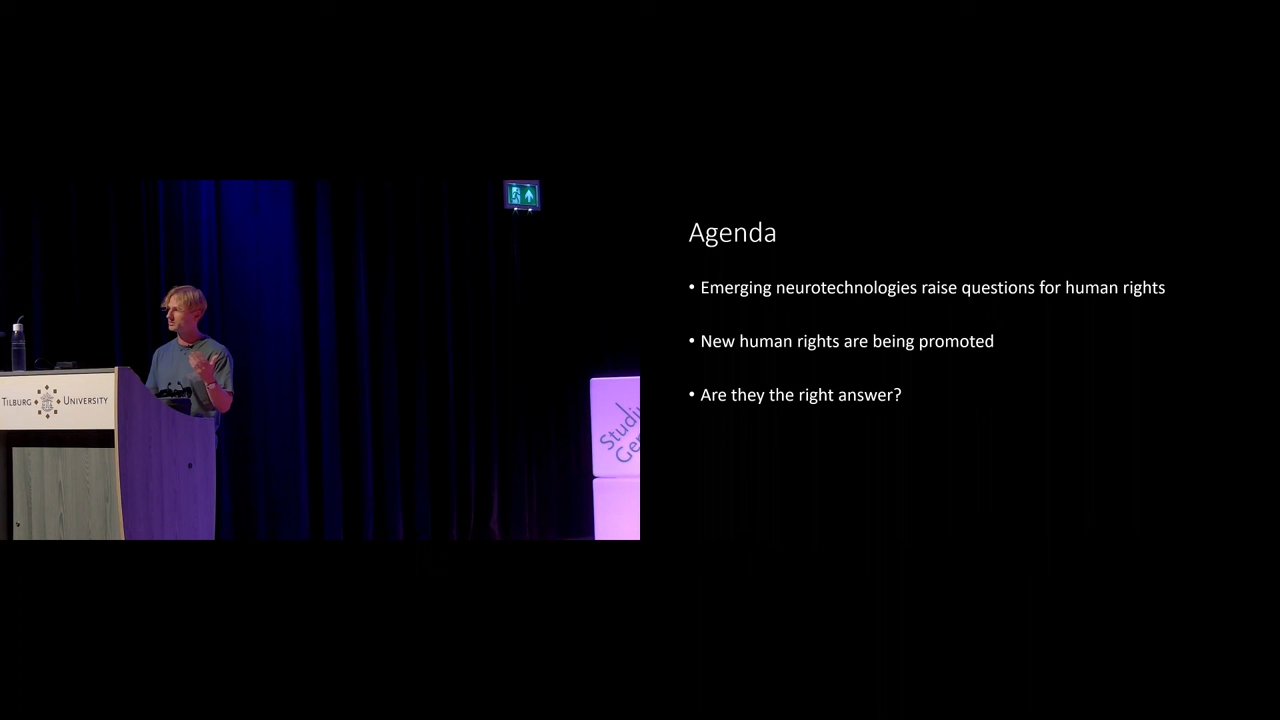 TILBURG UNIVERSITY
Agenda
• Emerging neurotechnologies raise questions for human rights
• New human rights are being promoted
• Are they the right answer?